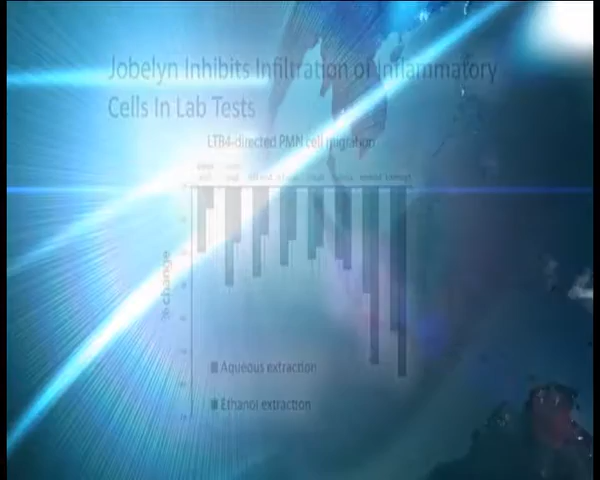 Jobelyn Inhibits Infiltration of Inflammatory
Cells In Lab Tests
LTB4-directed PMN cell migration
% change
Aqueous extraction
Ethanol extraction